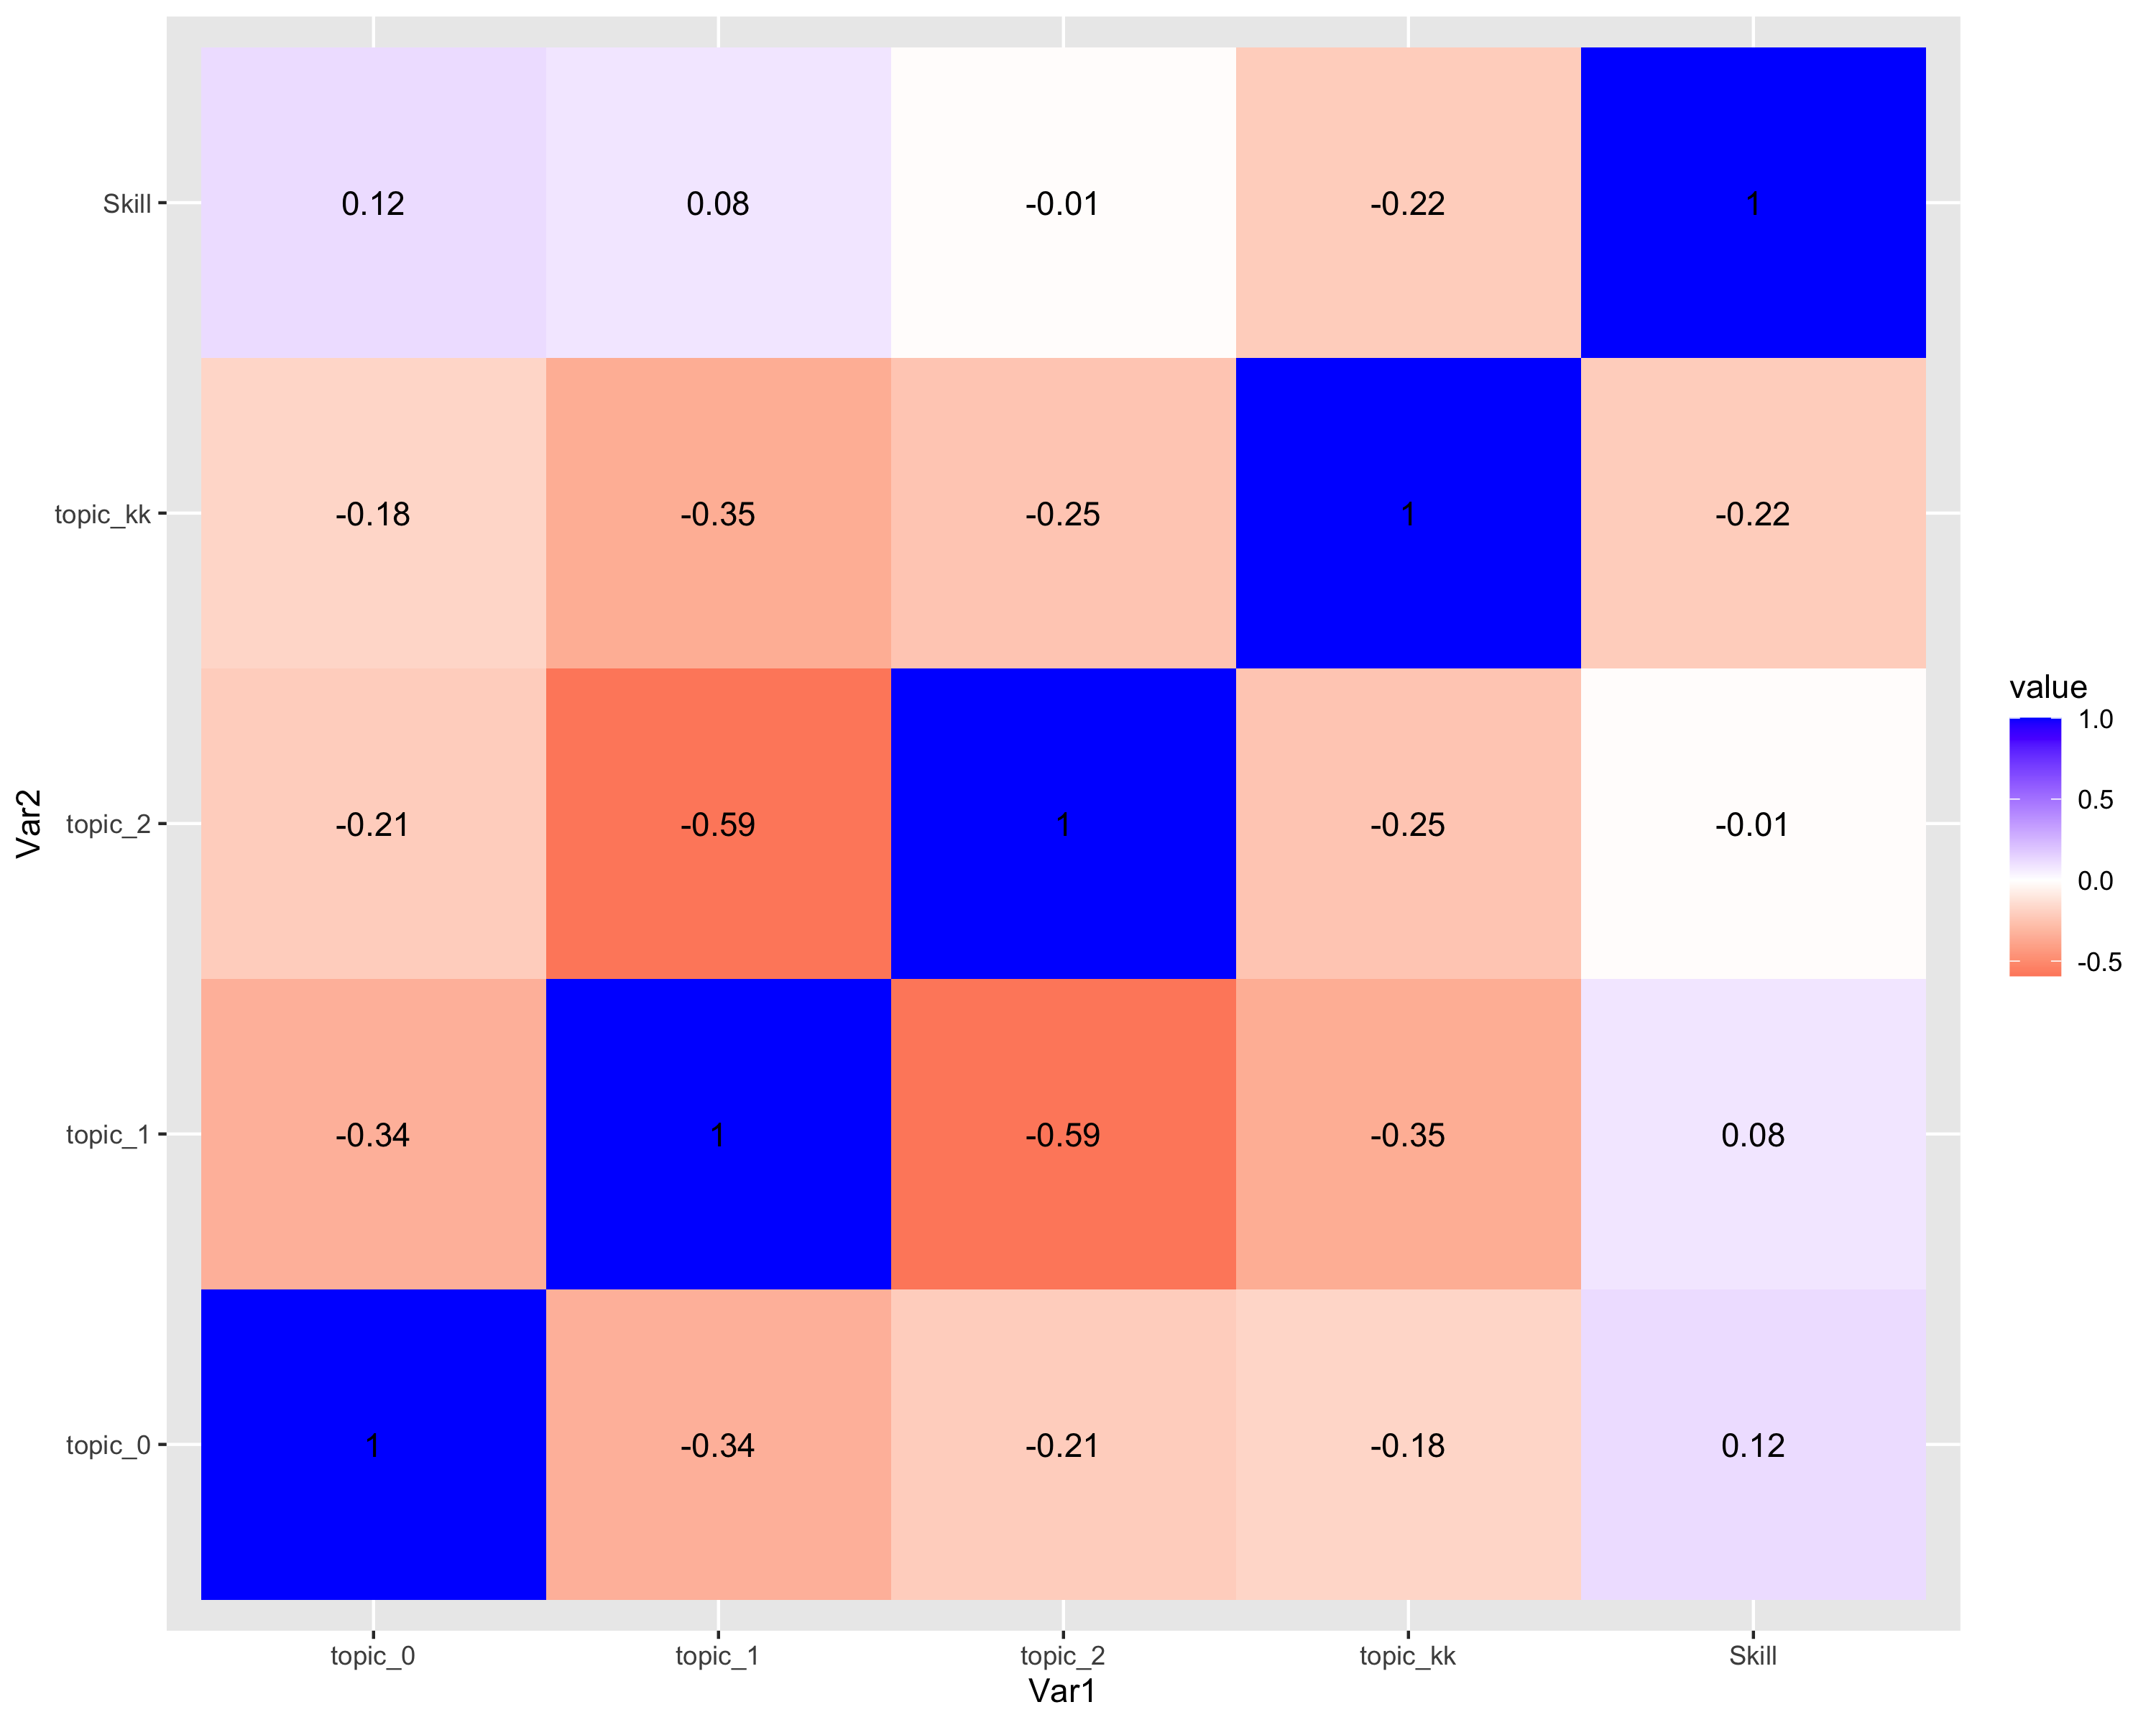 Skill 0.12 0.08 -0.01 -0.22 1
topic_kk -0.18 -0.35 -0.25 1 -0.22
topic_2 -0.21 -0.59 1 -0.25 -0.01
topic_1 -0.34 1 -0.59 -0.35 0.08
topic_0 1 -0.34 -0.21 -0.18 0.12
topic_0 topic_1 topic_2 topic_kk Skill
Var1
Var2
value
1.0
0.5
0.0
-0.5